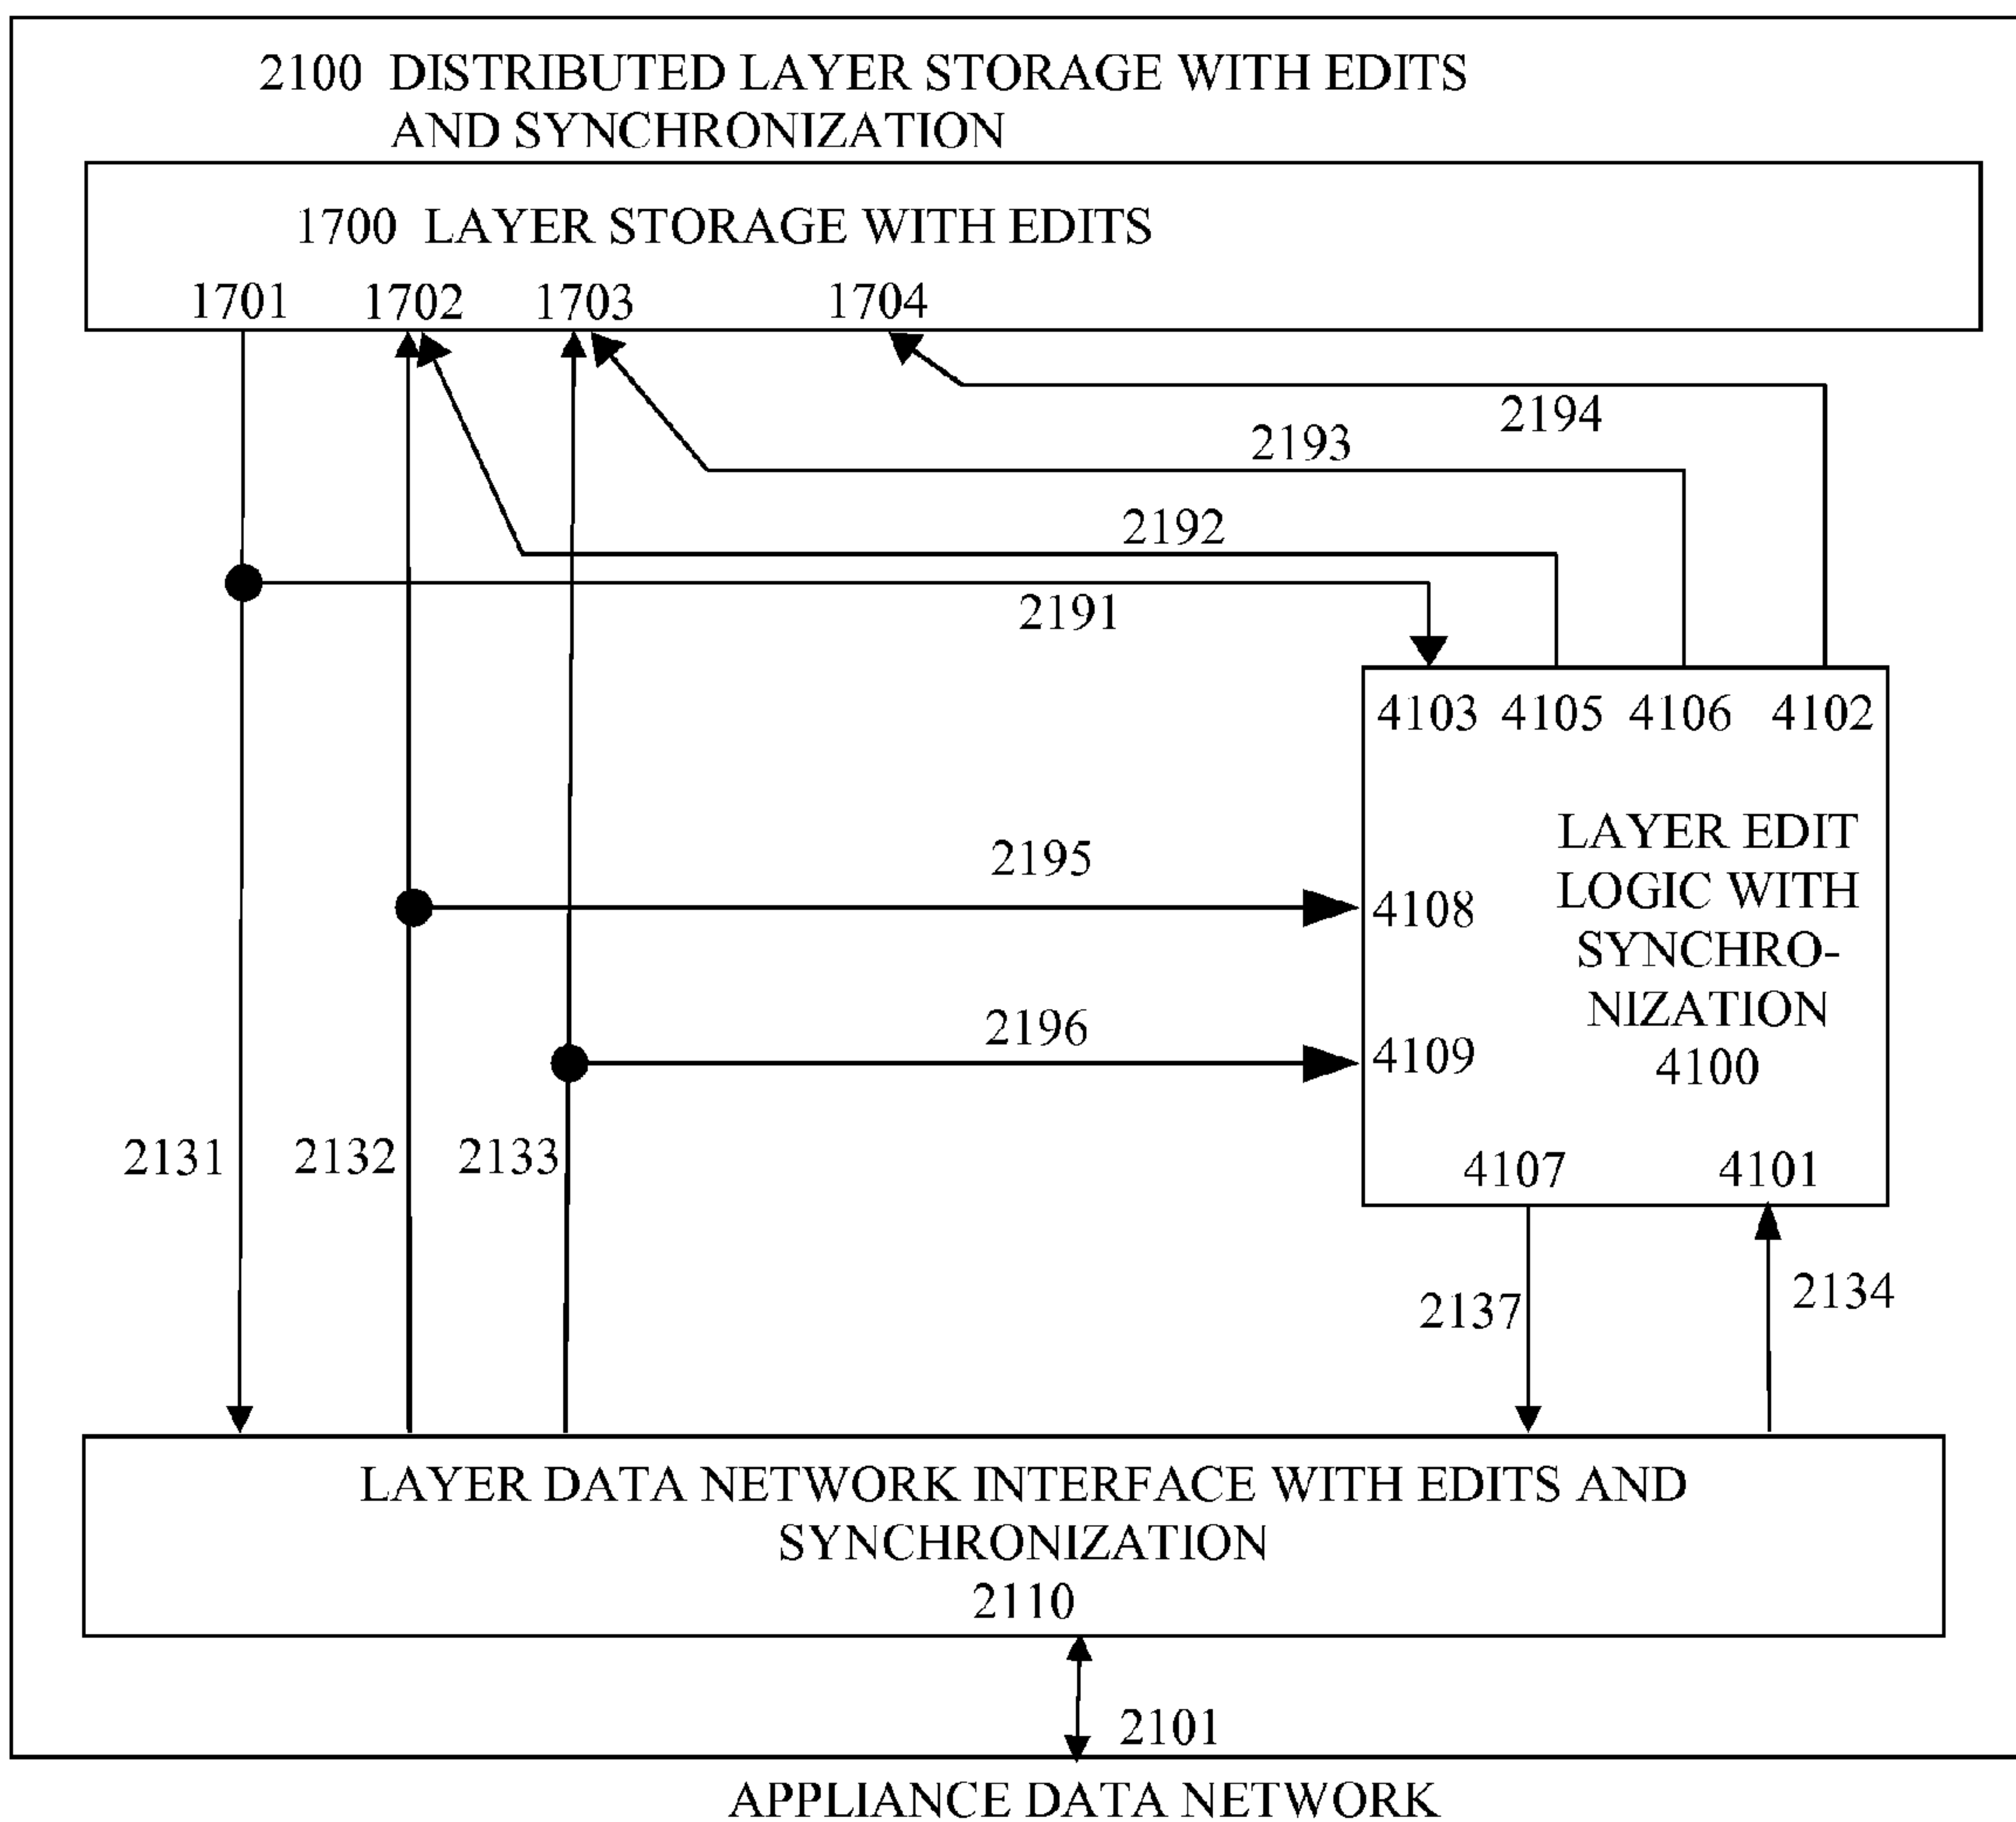 2100 DISTRIBUTED LAYER STORAGE WITH EDITS
AND SYNCHRONIZATION
1700 LAYER STORAGE WITH EDITS
1701 1702 1703 1704
2194
2193
2192
2191
4103 4105 4106 4102
LAYER EDIT
LOGIC WITH
SYNCHRO-
NIZATION
4100
2195
4108
2196
4109
2131 2132 2133
4107 4101
2137
2134
LAYER DATA NETWORK INTERFACE WITH EDITS AND
SYNCHRONIZATION
2110
2101
APPLIANCE DATA NETWORK